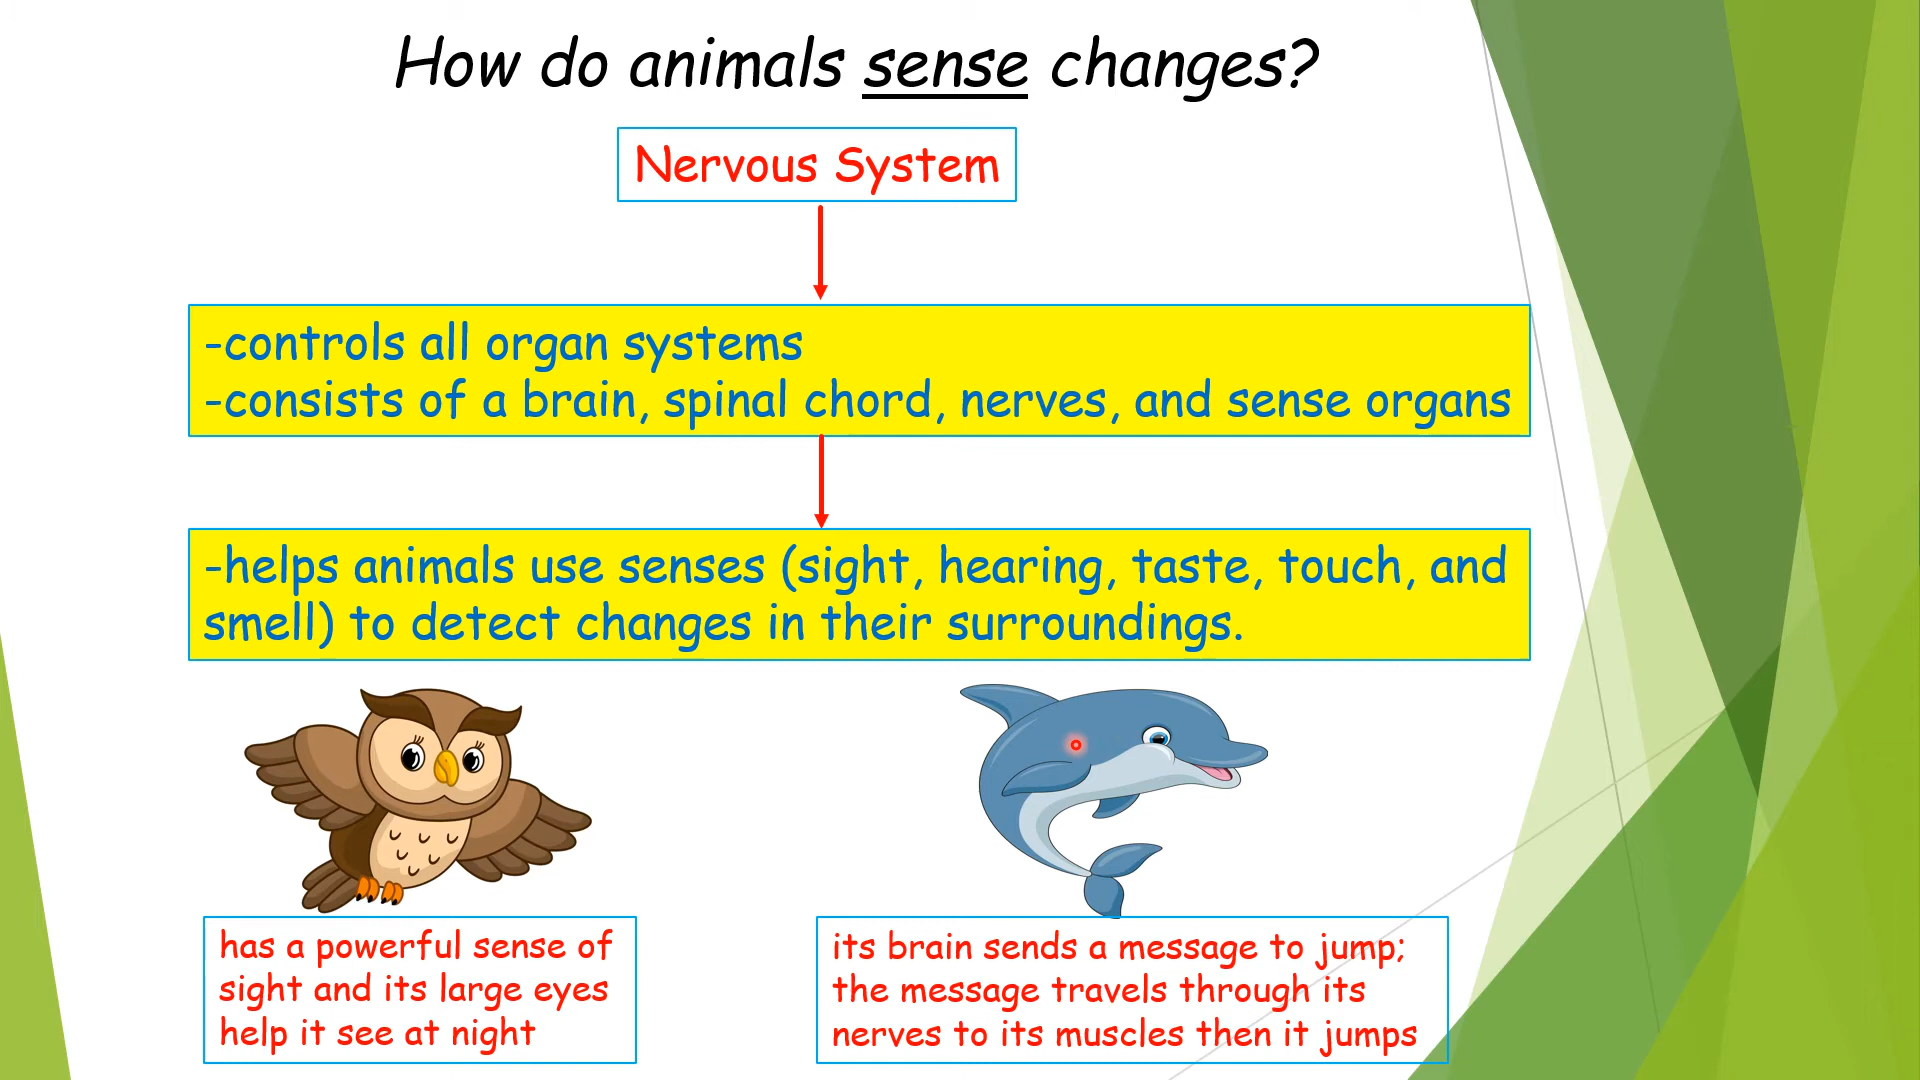 How do animals sense changes?
Nervous System
-controls all organ systems
-consists of a brain, spinal chord, nerves, and sense organs
-helps animals use senses (sight, hearing, taste, touch, and
smell) to detect changes in their surroundings.
has a powerful sense of
sight and its large eyes
help it see at night
its brain sends a message to jump;
the message travels through its
nerves to its muscles then it jumps